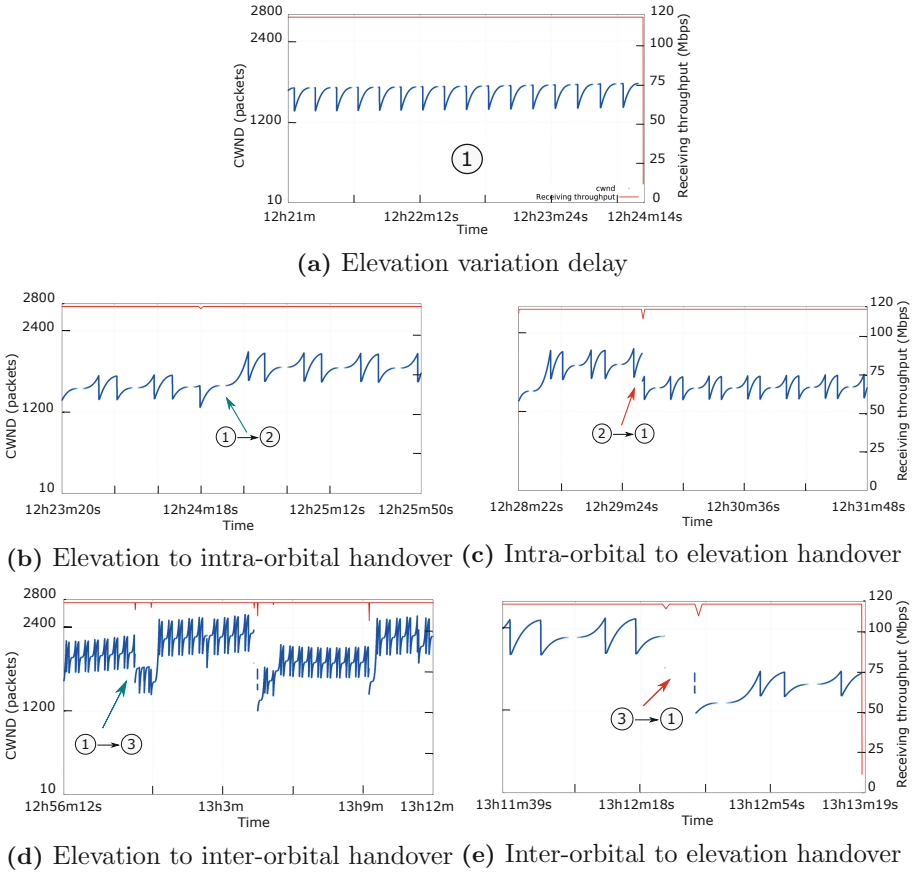 2800
2400
1200
10
CWND (packets)
120
100
75
50
25
0
Receiving throughput (Mbps)
①
cwnd
Receiving throughput
12h21m 12h22m12s 12h23m24s 12h24m14s
Time
(a) Elevation variation delay
2800
2400
1200
10
CWND (packets)
① ②
12h23m20s 12h24m18s 12h25m12s 12h25m50s
Time
(b) Elevation to intra-orbital handover
120
100
75
50
25
0
Receiving throughput (Mbps)
② ①
12h28m22s 12h29m24s 12h30m36s 12h31m48s
Time
(c) Intra-orbital to elevation handover
2800
2400
1200
10
CWND (packets)
① ③
12h56m12s 13h3m 13h9m 13h12m
Time
(d) Elevation to inter-orbital handover
120
100
75
50
25
0
Receiving throughput (Mbps)
③ ①
13h11m39s 13h12m18s 13h12m54s 13h13m19s
Time
(e) Inter-orbital to elevation handover